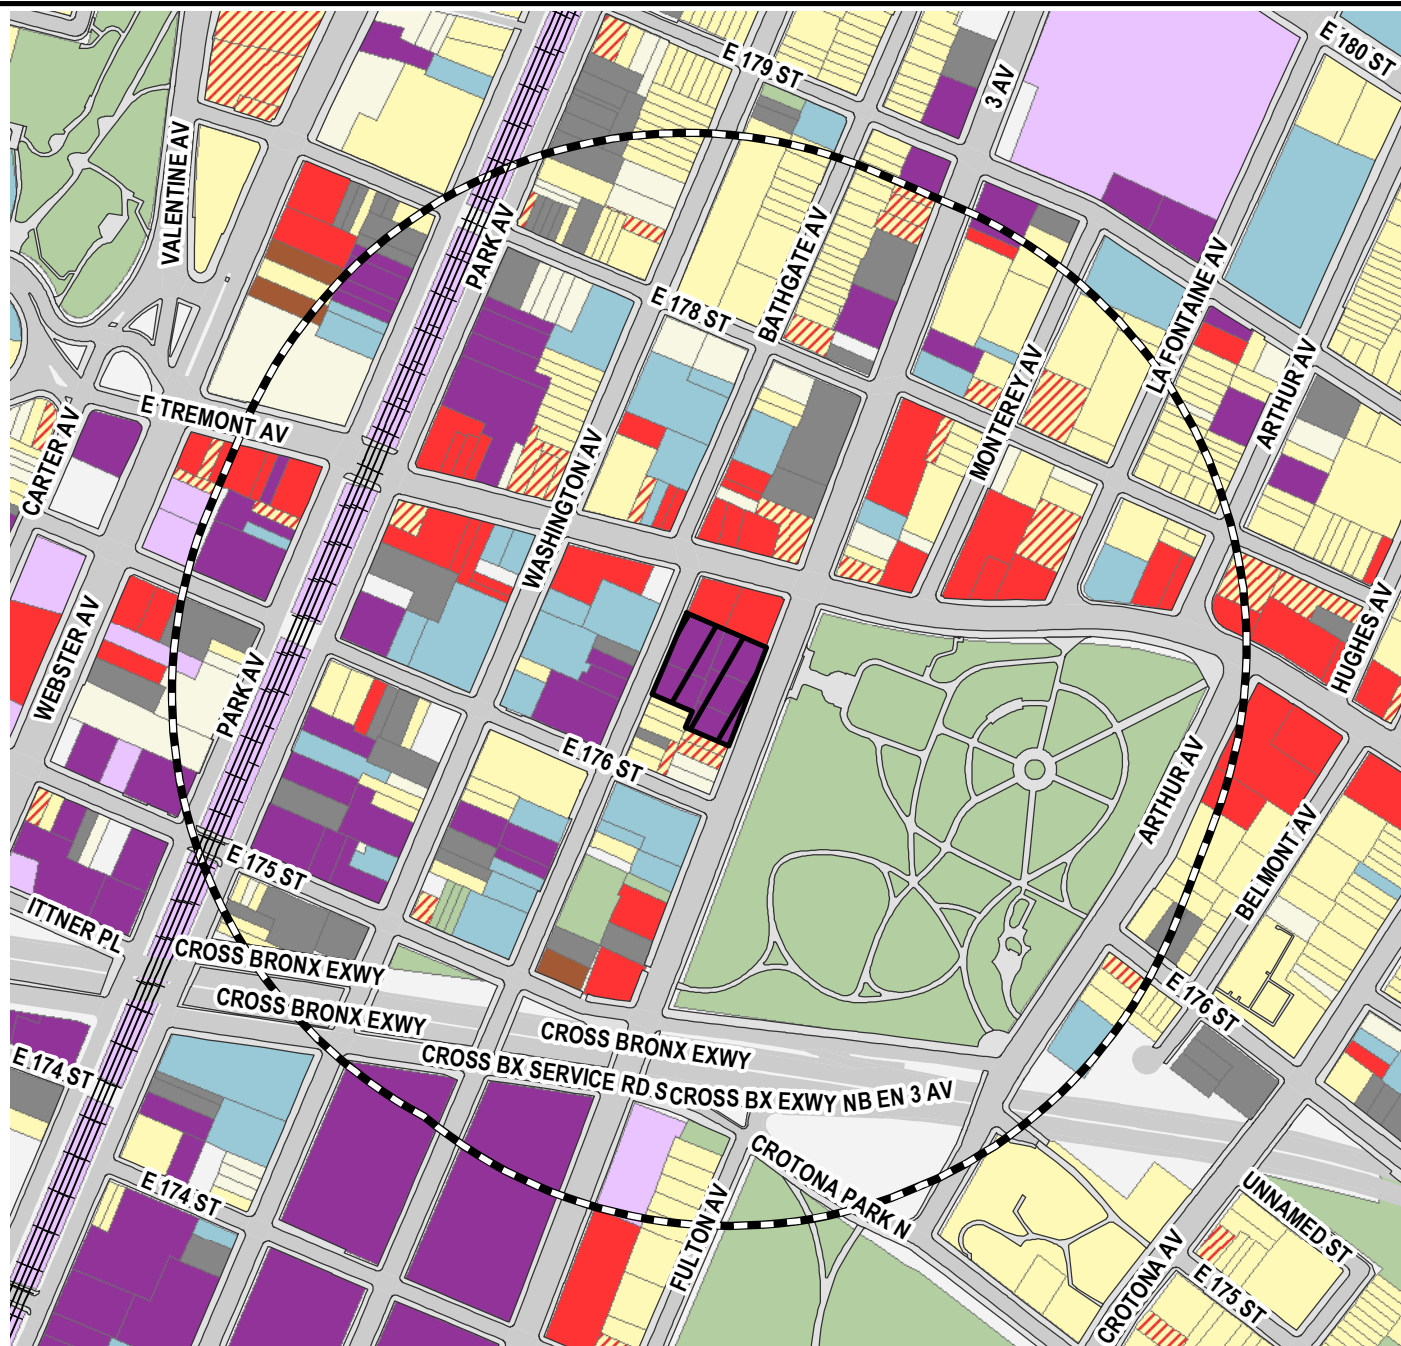 E 179 ST
E 180 ST
3 AV
VALENTINE AV
PARK AV
BATHGATE AV
LA FONTAINE AV
E 178 ST
MONTEREY AV
ARTHUR AV
E TREMONT AV
CARTER AV
WASHINGTON AV
WEBSTER AV
HUGHES AV
PARK AV
E 176 ST
ARTHUR AV
BELMONT AV
E 175 ST
ITTNER PL
CROSS BRONX EXWY
CROSS BRONX EXWY
CROSS BRONX EXWY
E 176 ST
E 174 ST
CROSS BX SERVICE RD S
CROSS BX EXWY NB EN 3 AV
CROTONA PARK N
E 174 ST
FULTON AV
UNNAMED ST
CROTONA AV
E 175 ST